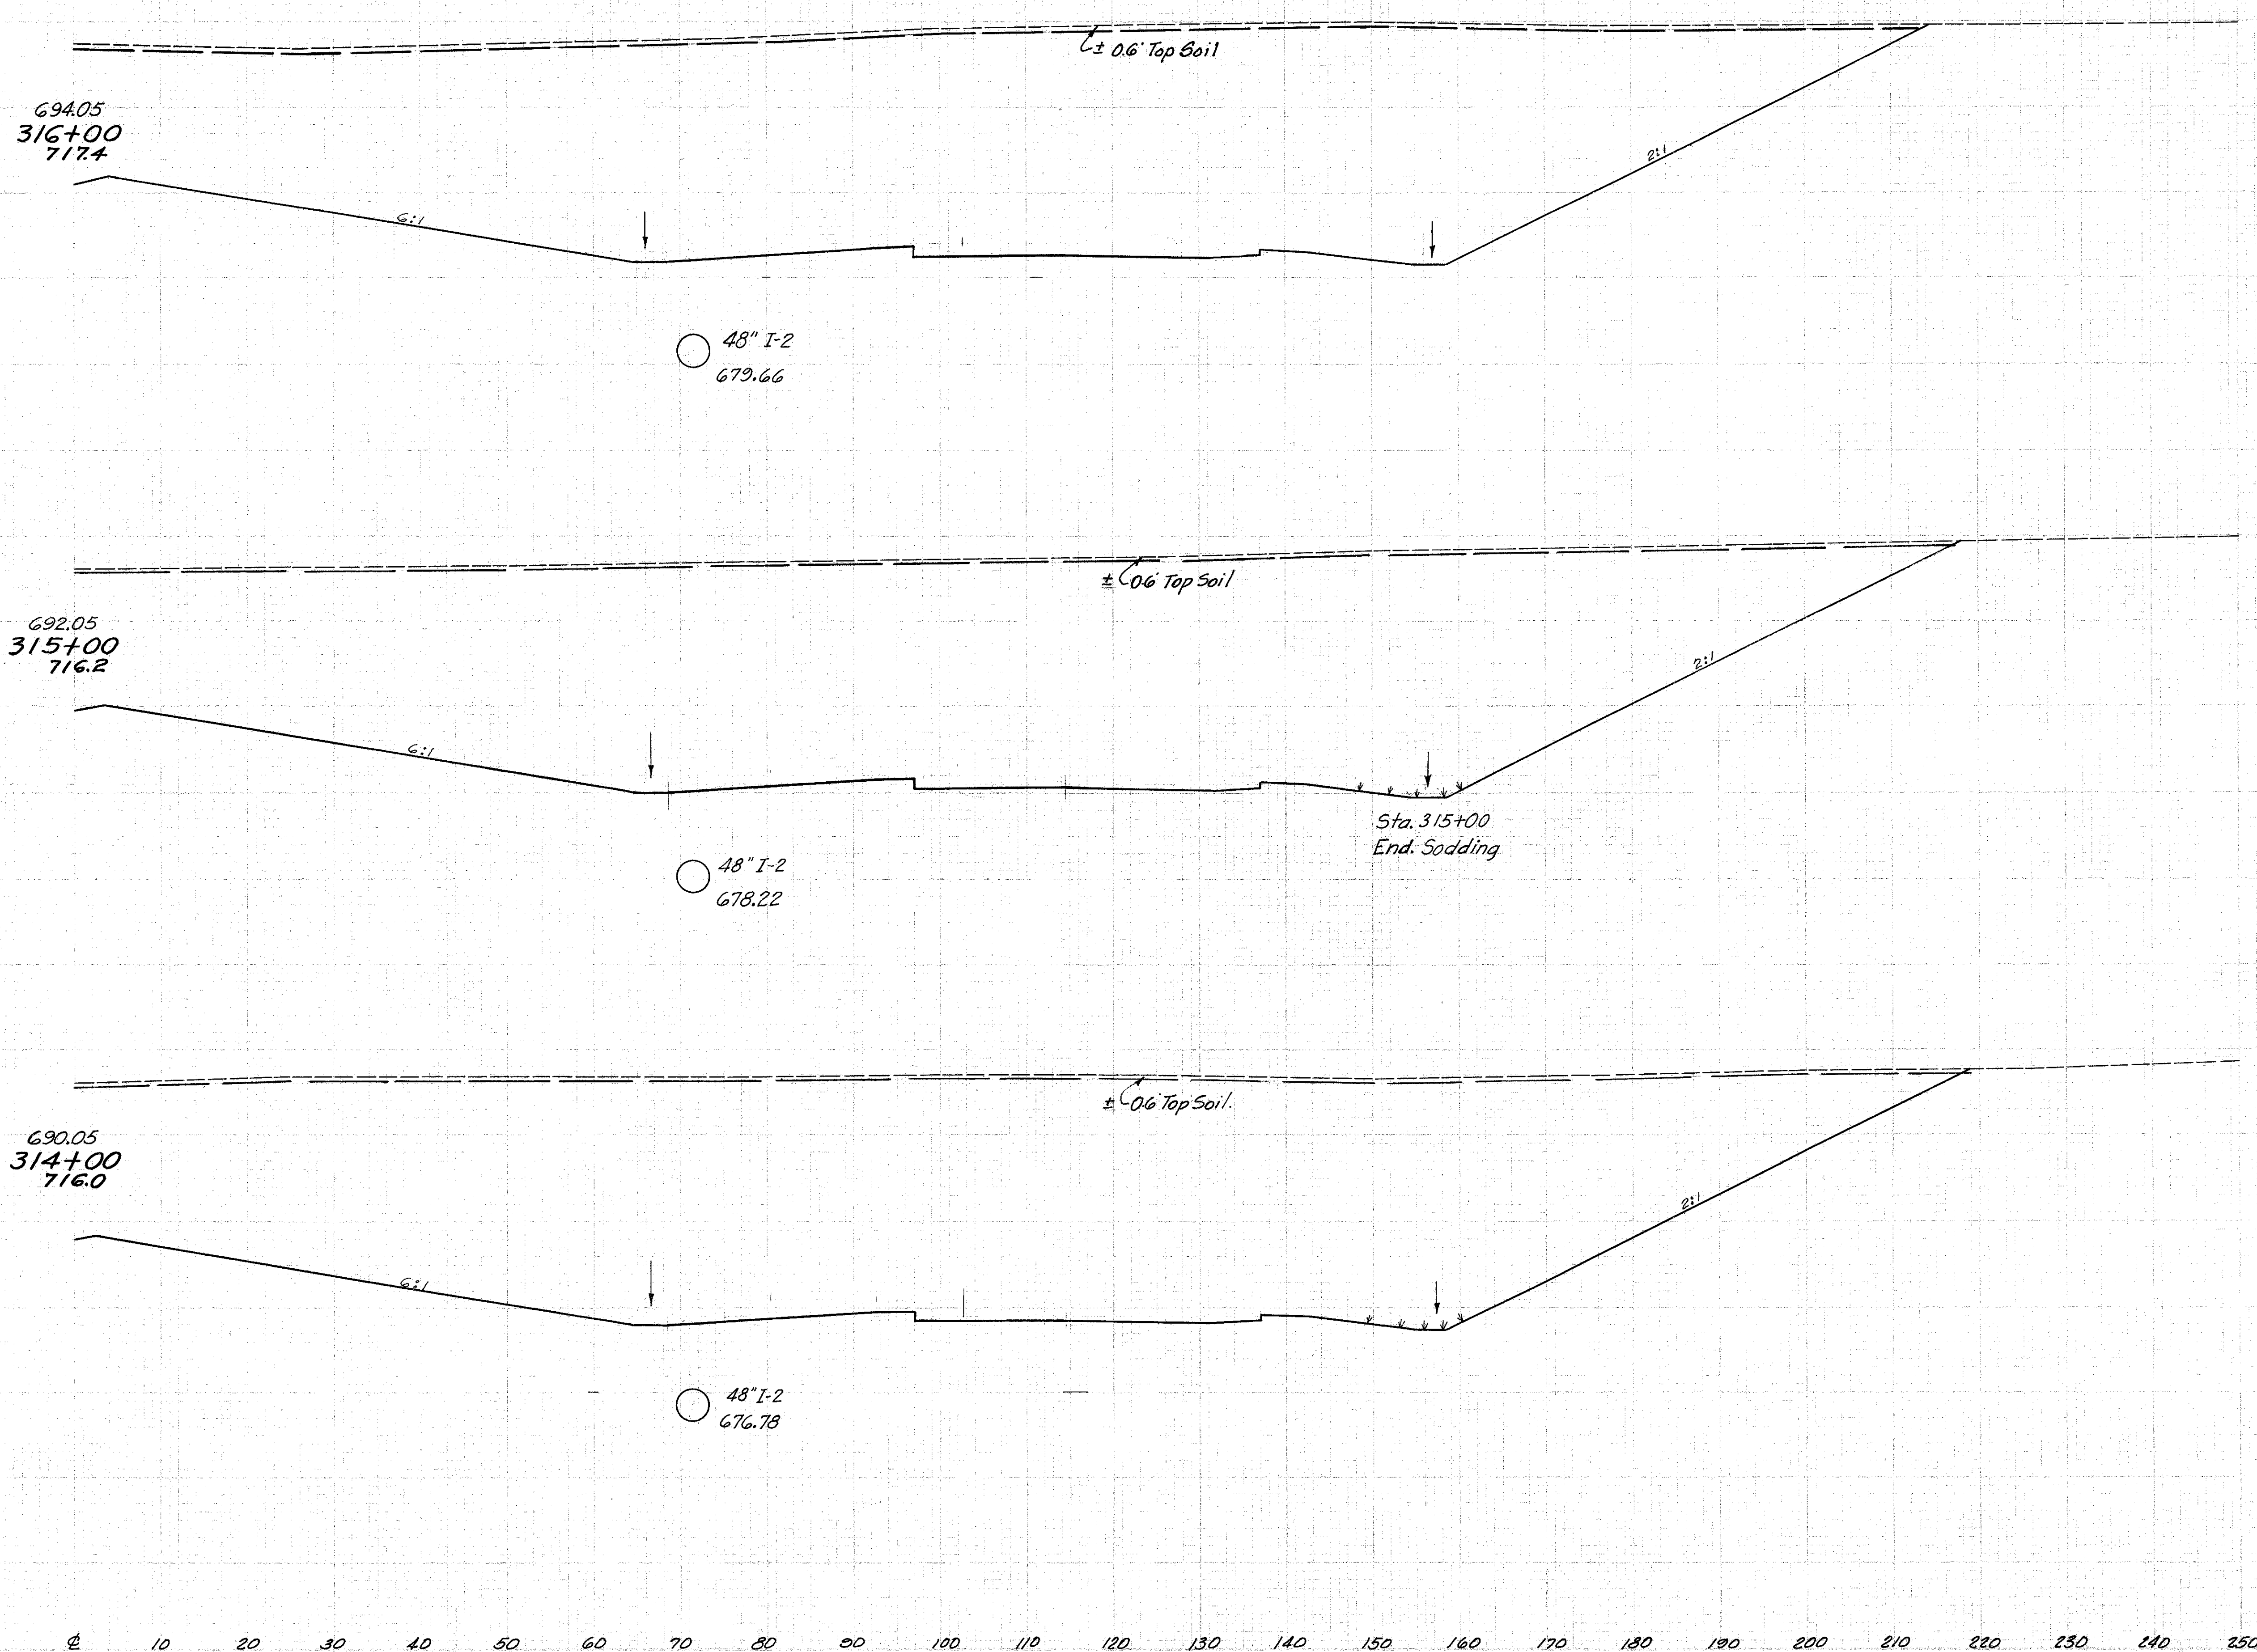 ± 0.6' Top Soil
694.05
316+00
717.4
2:1
6:1
48" I-2
679.66
± 0.6' Top Soil
692.05
315+00
716.2
2:1
6:1
Sta. 315+00
End. Sodding
48" I-2
678.22
± 0.6' Top Soil.
690.05
314+00
716.0
2:1
6:1
48" I-2
676.78
℄ 10 20 30 40 50 60 70 80 90 100 110 120 130 140 150 160 170 180 190 200 210 220 230 240 250